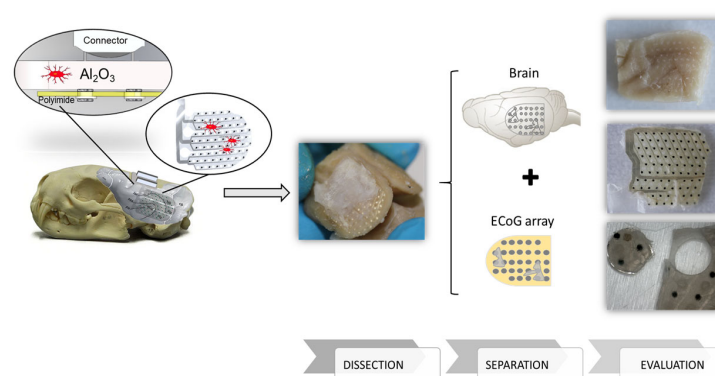 Connector
Al₂O₃
Polyimide
Brain
+
ECoG array
DISSECTION
SEPARATION
EVALUATION